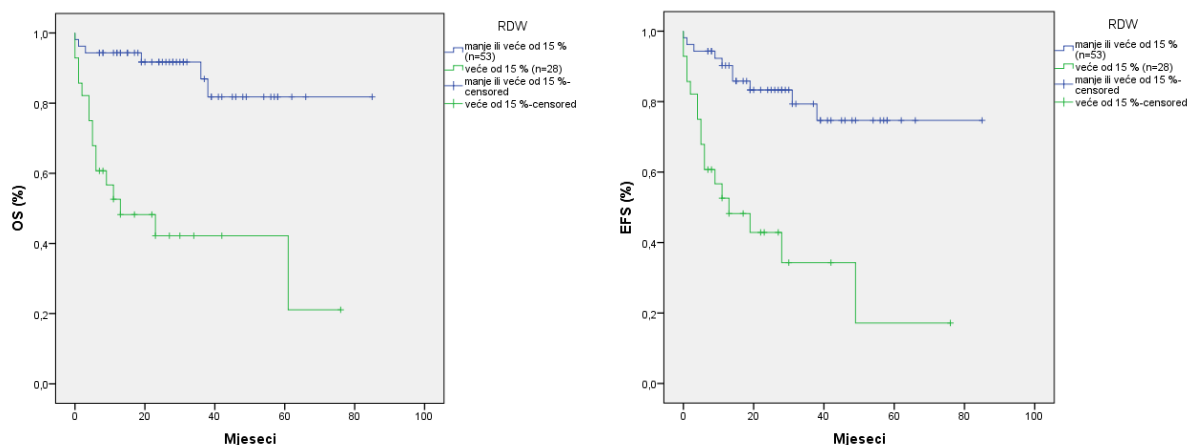 RDW
manje ili veće od 15 %
(n=53)
veće od 15 % (n=28)
manje ili veće od 15 %-
censored
veće od 15 %-censored
1,0
0,8
0,6
0,4
0,2
0,0
OS (%)
0 20 40 60 80 100
Mjeseci
RDW
manje ili veće od 15 %
(n=53)
veće od 15 % (n=28)
manje ili veće od 15 %-
censored
veće od 15 %-censored
1,0
0,8
0,6
0,4
0,2
0,0
EFS (%)
0 20 40 60 80 100
Mjeseci